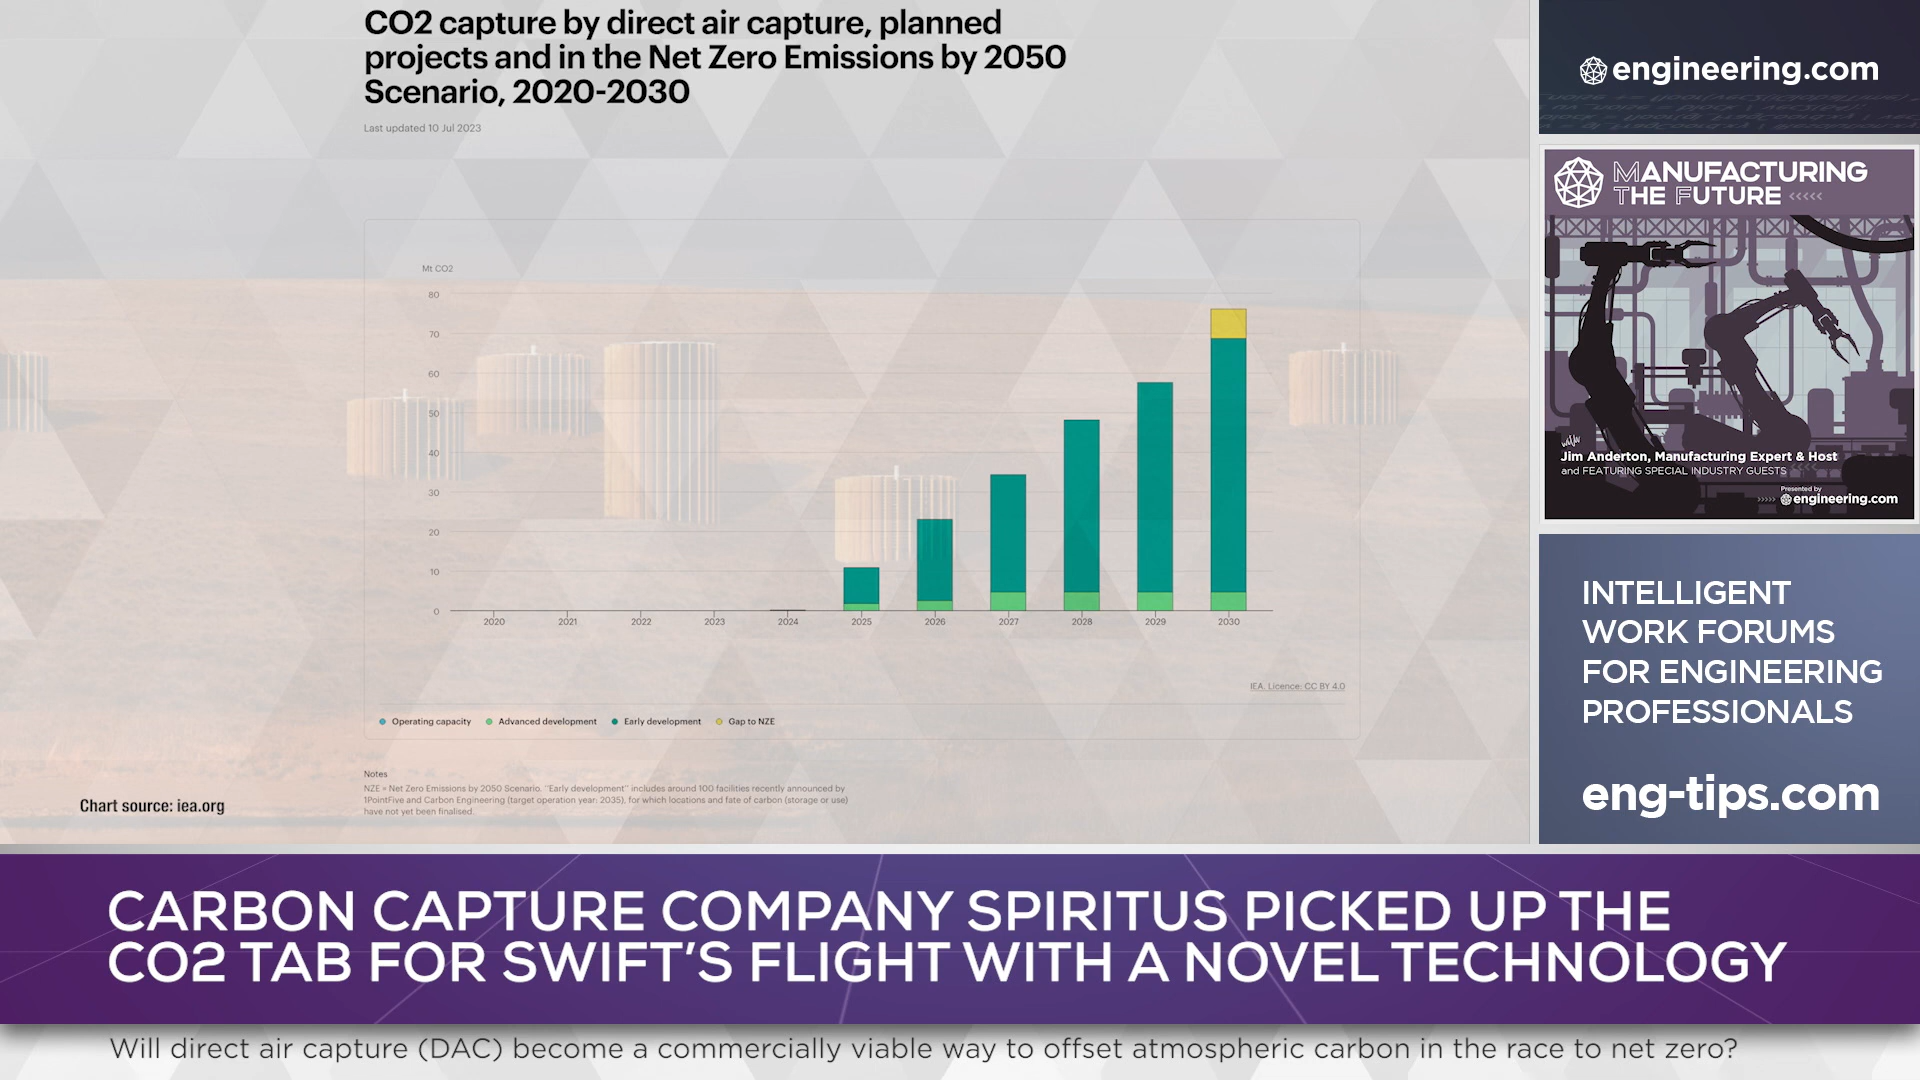 CO2 capture by direct air capture, planned
projects and in the Net Zero Emissions by 2050
Scenario, 2020-2030
Last updated 10 Jul 2023
Mt CO2
80
70
60
50
40
30
20
10
0
2020 2021 2022 2023 2024 2025 2026 2027 2028 2029 2030
IEA. Licence: CC BY 4.0
Operating capacity Advanced development Early development Gap to NZE
Notes
NZE = Net Zero Emissions by 2050 Scenario. "Early development" includes around 100 facilities recently announced by
1PointFive and Carbon Engineering (target operation year: 2035), for which locations and fate of carbon (storage or use)
have not yet been finalised.
Chart source: iea.org
engineering.com
MANUFACTURING
THE FUTURE <<<<<
with
Jim Anderton, Manufacturing Expert & Host
and FEATURING SPECIAL INDUSTRY GUESTS
Presented by
>>>>> engineering.com
INTELLIGENT
WORK FORUMS
FOR ENGINEERING
PROFESSIONALS
eng-tips.com
CARBON CAPTURE COMPANY SPIRITUS PICKED UP THE
CO2 TAB FOR SWIFT'S FLIGHT WITH A NOVEL TECHNOLOGY
Will direct air capture (DAC) become a commercially viable way to offset atmospheric carbon in the race to net zero?